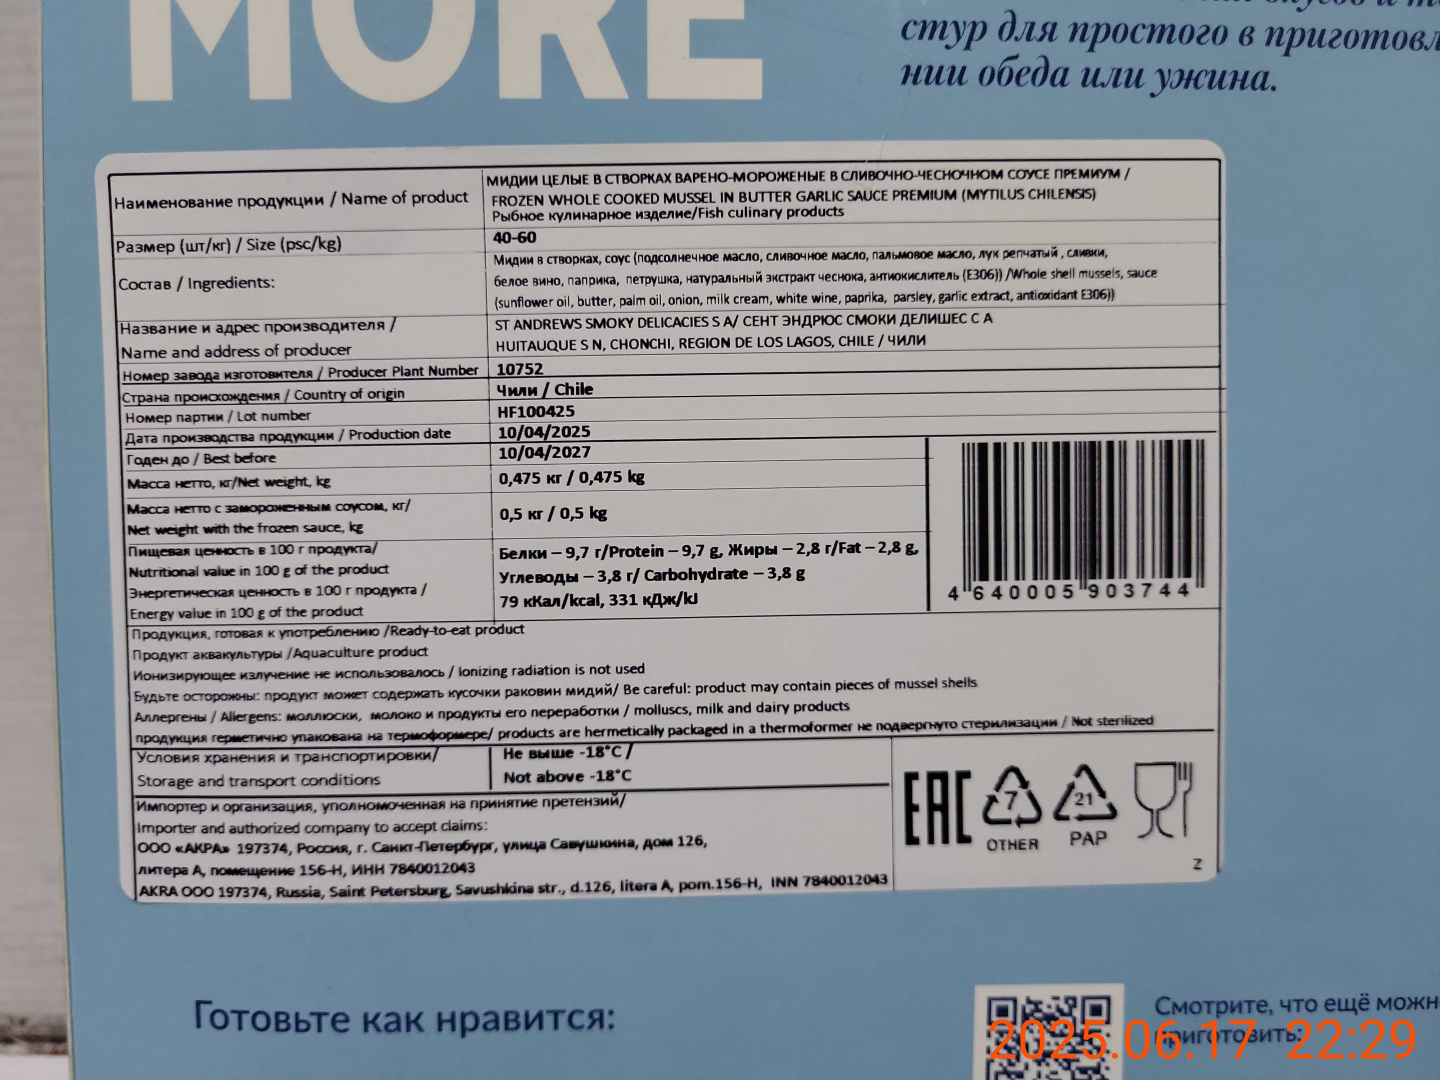 MORE
стур для простого в приготовл
нии обеда или ужина.
Наименование продукции / Name of product
МИДИИ ЦЕЛЫЕ В СТВОРКАХ ВАРЕНО-МОРОЖЕНЫЕ В СЛИВОЧНО-ЧЕСНОЧНОМ СОУСЕ ПРЕМИУМ /
FROZEN WHOLE COOKED MUSSEL IN BUTTER GARLIC SAUCE PREMIUM (MYTILUS CHILENSIS)
Рыбное кулинарное изделие/Fish culinary products
Размер (шт/кг) / Size (psc/kg)
40-60
Состав / Ingredients:
Мидии в створках, соус (подсолнечное масло, сливочное масло, пальмовое масло, лук репчатый , сливки,
белое вино, паприка, петрушка, натуральный экстракт чеснока, антиокислитель (E306)) /Whole shell mussels, sauce
(sunflower oil, butter, palm oil, onion, milk cream, white wine, paprika, parsley, garlic extract, antioxidant E306))
Название и адрес производителя /
Name and address of producer
ST ANDREWS SMOKY DELICACIES S A/ СЕНТ ЭНДРЮС СМОКИ ДЕЛИШЕС С А
HUITAUQUE S N, CHONCHI, REGION DE LOS LAGOS, CHILE / ЧИЛИ
Номер завода изготовителя / Producer Plant Number
10752
Страна происхождения / Country of origin
Чили / Chile
Номер партии / Lot number
HF100425
Дата производства продукции / Production date
10/04/2025
Годен до / Best before
10/04/2027
Масса нетто, кг/Net weight, kg
0,475 кг / 0,475 kg
Масса нетто с замороженным соусом, кг/
Net weight with the frozen sauce, kg
0,5 кг / 0,5 kg
Пищевая ценность в 100 г продукта/
Nutritional value in 100 g of the product
Энергетическая ценность в 100 г продукта /
Energy value in 100 g of the product
Белки – 9,7 г/Protein – 9,7 g, Жиры – 2,8 г/Fat – 2,8 g,
Углеводы – 3,8 г/ Carbohydrate – 3,8 g
79 кКал/kcal, 331 кДж/kJ
4 640005 903744
Продукция, готовая к употреблению /Ready-to-eat product
Продукт аквакультуры /Aquaculture product
Ионизирующее излучение не использовалось / Ionizing radiation is not used
Будьте осторожны: продукт может содержать кусочки раковин мидий/ Be careful: product may contain pieces of mussel shells
Аллергены / Allergens: моллюски, молоко и продукты его переработки / molluscs, milk and dairy products
продукция герметично упакована на термоформере/ products are hermetically packaged in a thermoformer не подвергнуто стерилизации / Not sterilized
Условия хранения и транспортировки/
Storage and transport conditions
Не выше -18°C /
Not above -18°C
Импортер и организация, уполномоченная на принятие претензий/
Importer and authorized company to accept claims:
ООО «АКРА» 197374, Россия, г. Санкт-Петербург, улица Савушкина, дом 126,
литера А, помещение 156-Н, ИНН 7840012043
AKRA OOO 197374, Russia, Saint Petersburg, Savushkina str., d.126, litera A, pom.156-H, INN 7840012043
EAC
7
OTHER
21
PAP
Z
Готовьте как нравится:
Смотрите, что ещё можн
приготовить:
2025.06.17 22:29